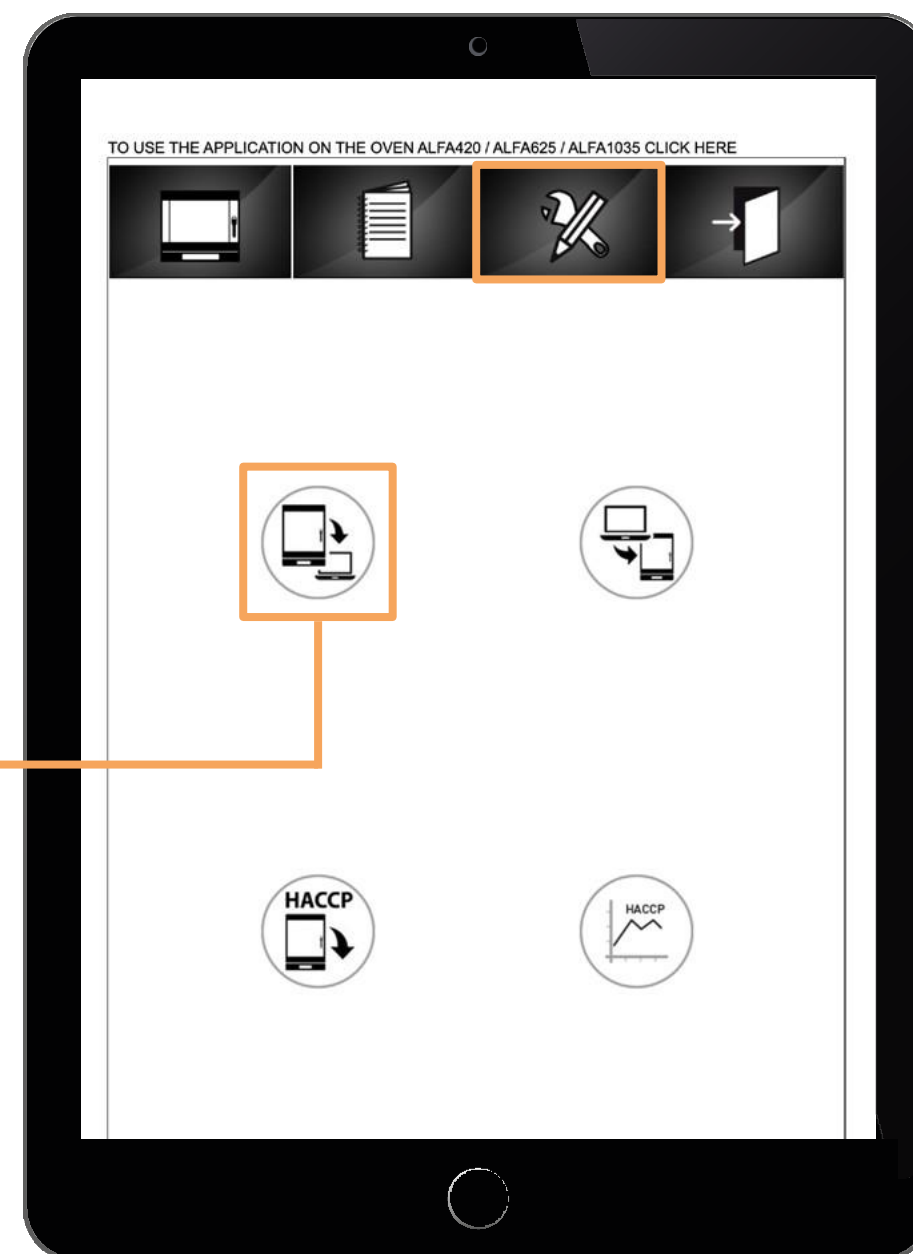 TO USE THE APPLICATION ON THE OVEN ALFA420 / ALFA625 / ALFA1035 CLICK HERE
HACCP
HACCP